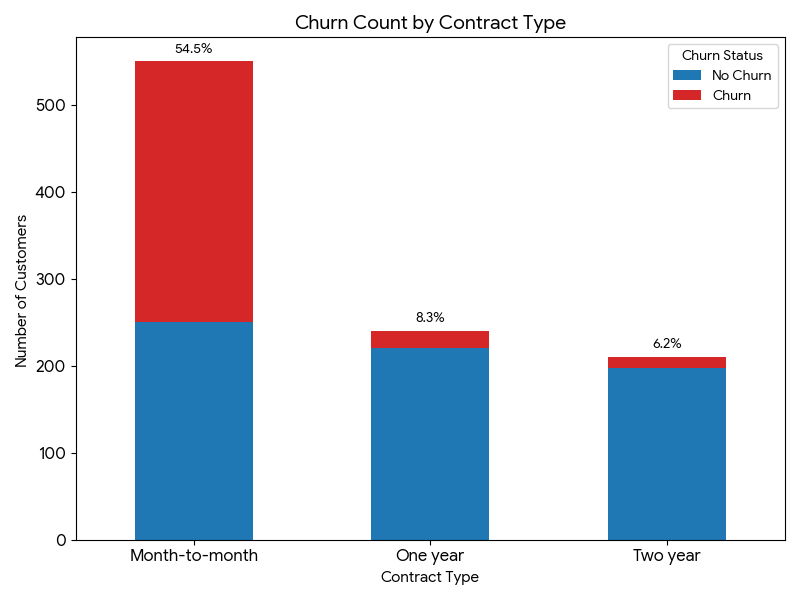 Churn Count by Contract Type
54.5%
Churn Status
No Churn
Churn
500
400
300
200
100
0
8.3%
6.2%
Number of Customers
Month-to-month
One year
Two year
Contract Type